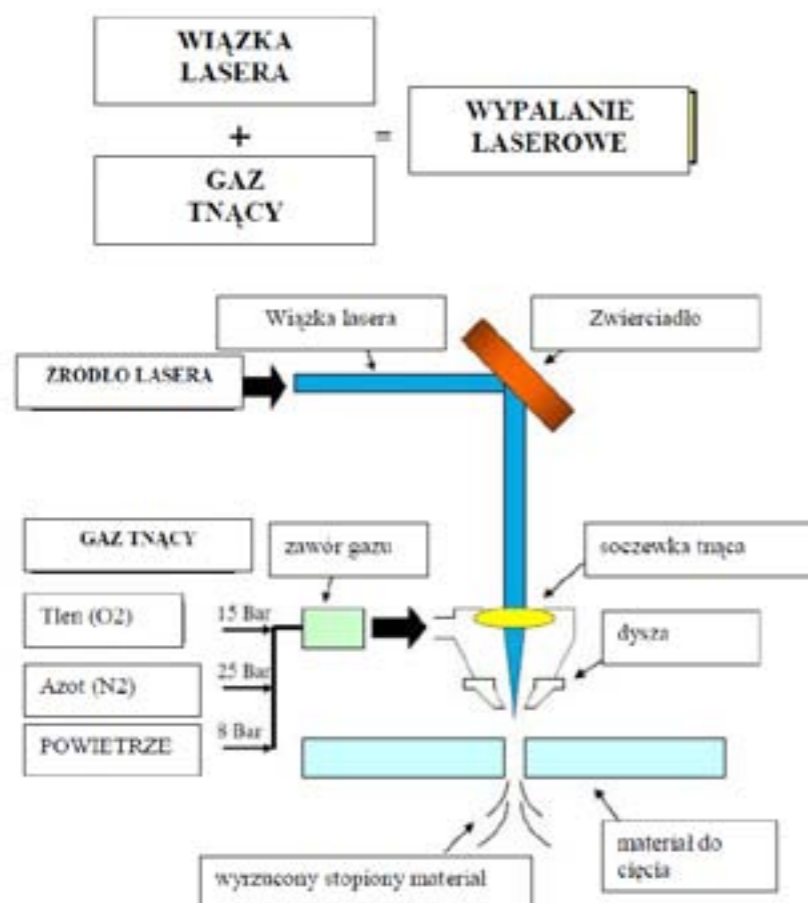 WIĄZKA
LASERA
+
=
WYPALANIE
LASEROWE
GAZ
TNĄCY
Wiązka lasera
Zwierciadło
ŹRÓDŁO LASERA
GAZ TNĄCY
zawór gazu
soczewka tnąca
Tlen (O2)
15 Bar
dysza
Azot (N2)
25 Bar
POWIETRZE
8 Bar
materiał do
cięcia
wyrzucony stopiony materiał